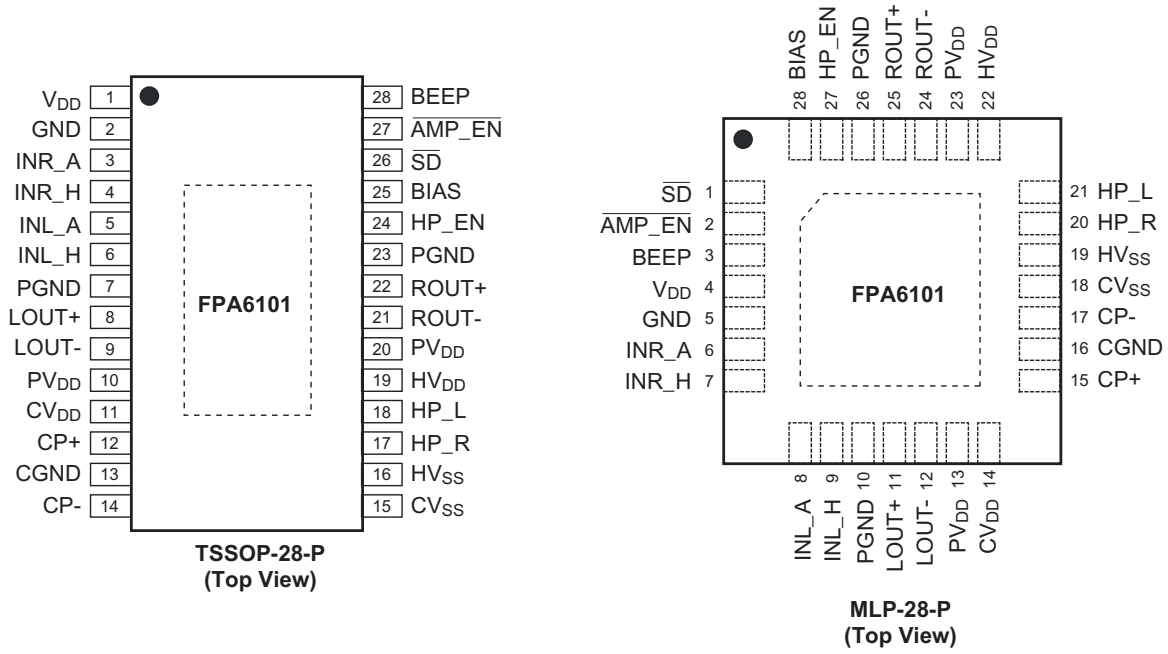 V_DD 1
GND 2
INR_A 3
INR_H 4
INL_A 5
INL_H 6
PGND 7
LOUT+ 8
LOUT- 9
PV_DD 10
CV_DD 11
CP+ 12
CGND 13
CP- 14
FPA6101
28 BEEP
27 AMP_EN
26 SD
25 BIAS
24 HP_EN
23 PGND
22 ROUT+
21 ROUT-
20 PV_DD
19 HV_DD
18 HP_L
17 HP_R
16 HV_SS
15 CV_SS
TSSOP-28-P
(Top View)
BIAS 28
HP_EN 27
PGND 26
ROUT+ 25
ROUT- 24
PV_DD 23
HV_DD 22
SD 1
AMP_EN 2
BEEP 3
V_DD 4
GND 5
INR_A 6
INR_H 7
FPA6101
21 HP_L
20 HP_R
19 HV_SS
18 CV_SS
17 CP-
16 CGND
15 CP+
INL_A 8
INL_H 9
PGND 10
LOUT+ 11
LOUT- 12
PV_DD 13
CV_DD 14
MLP-28-P
(Top View)